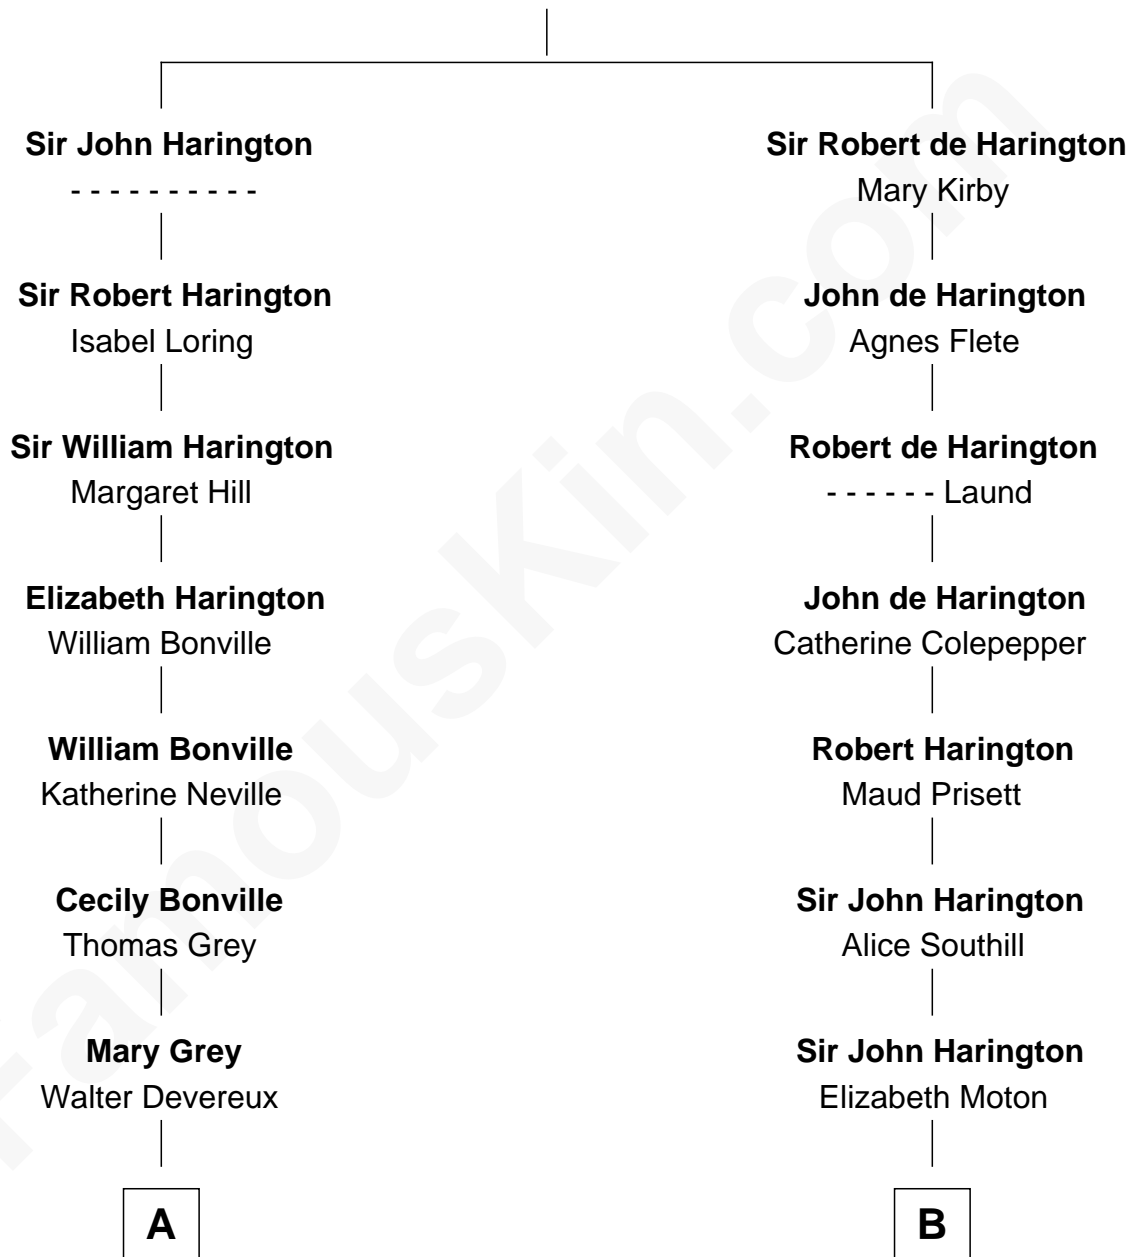 Sir John Harington
- - - - - - - - - -
Sir Robert Harington
Isabel Loring
Sir William Harington
Margaret Hill
Elizabeth Harington
William Bonville
William Bonville
Katherine Neville
Cecily Bonville
Thomas Grey
Mary Grey
Walter Devereux
A
Sir Robert de Harington
Mary Kirby
John de Harington
Agnes Flete
Robert de Harington
- - - - - - Laund
John de Harington
Catherine Colepepper
Robert Harington
Maud Prisett
Sir John Harington
Alice Southill
Sir John Harington
Elizabeth Moton
B
FamousKin.com